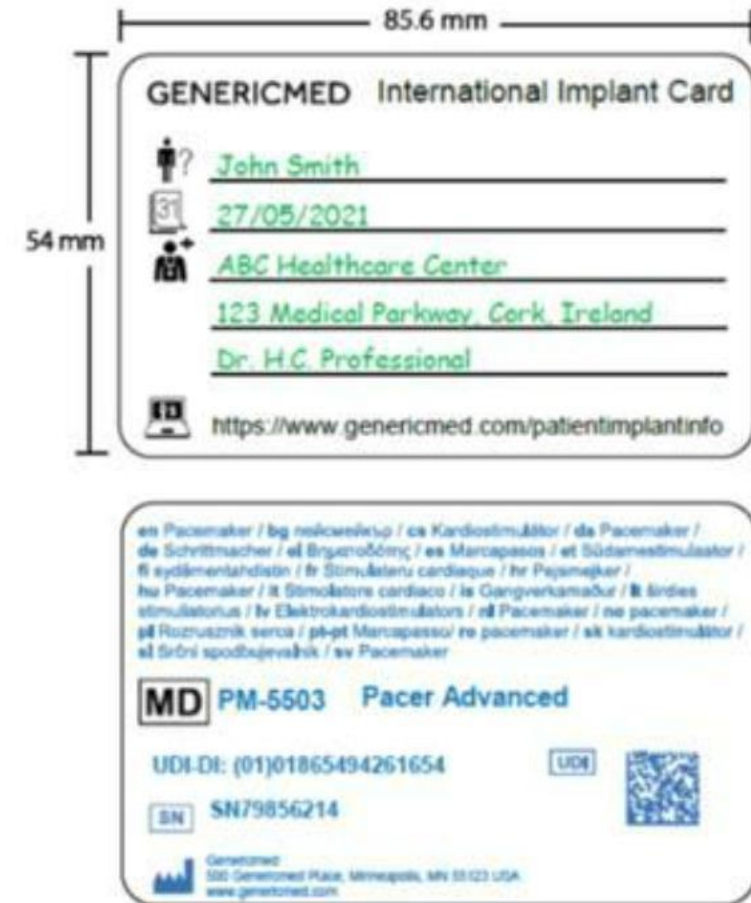 85.6 mm
GENERICMED International Implant Card
? John Smith
31 27/05/2021
54 mm
ABC Healthcare Center
123 Medical Parkway, Cork, Ireland
Dr. H.C. Professional
https://www.genericmed.com/patientimplantinfo
en Pacemaker / bg / cs Kardiostimulátor / da Pacemaker /
de Schrittmacher / el Βηματοδότης / es Marcapasos / et Südamestimulaator /
fi sydämentahdistin / fr Stimulateru cardiaque / hr Pejsmejker /
hu Pacemaker / it Stimolatore cardiaco / is Gangverkamaður / lt širdies
stimuliatorius / lv Elektrokardiostimulators / nl Pacemaker / no pacemaker /
pl Rozrusznik serca / pt-pt Marcapasso/ ro pacemaker / sk kardiostimulátor /
sl Srčni spodbujevalnik / sv Pacemaker
MD PM-5503 Pacer Advanced
UDI-DI: (01)01865494261654 UDI
SN SN79856214
Genericmed
500 Genericmed Place, Minneapolis, MN 55123 USA
www.genericmed.com